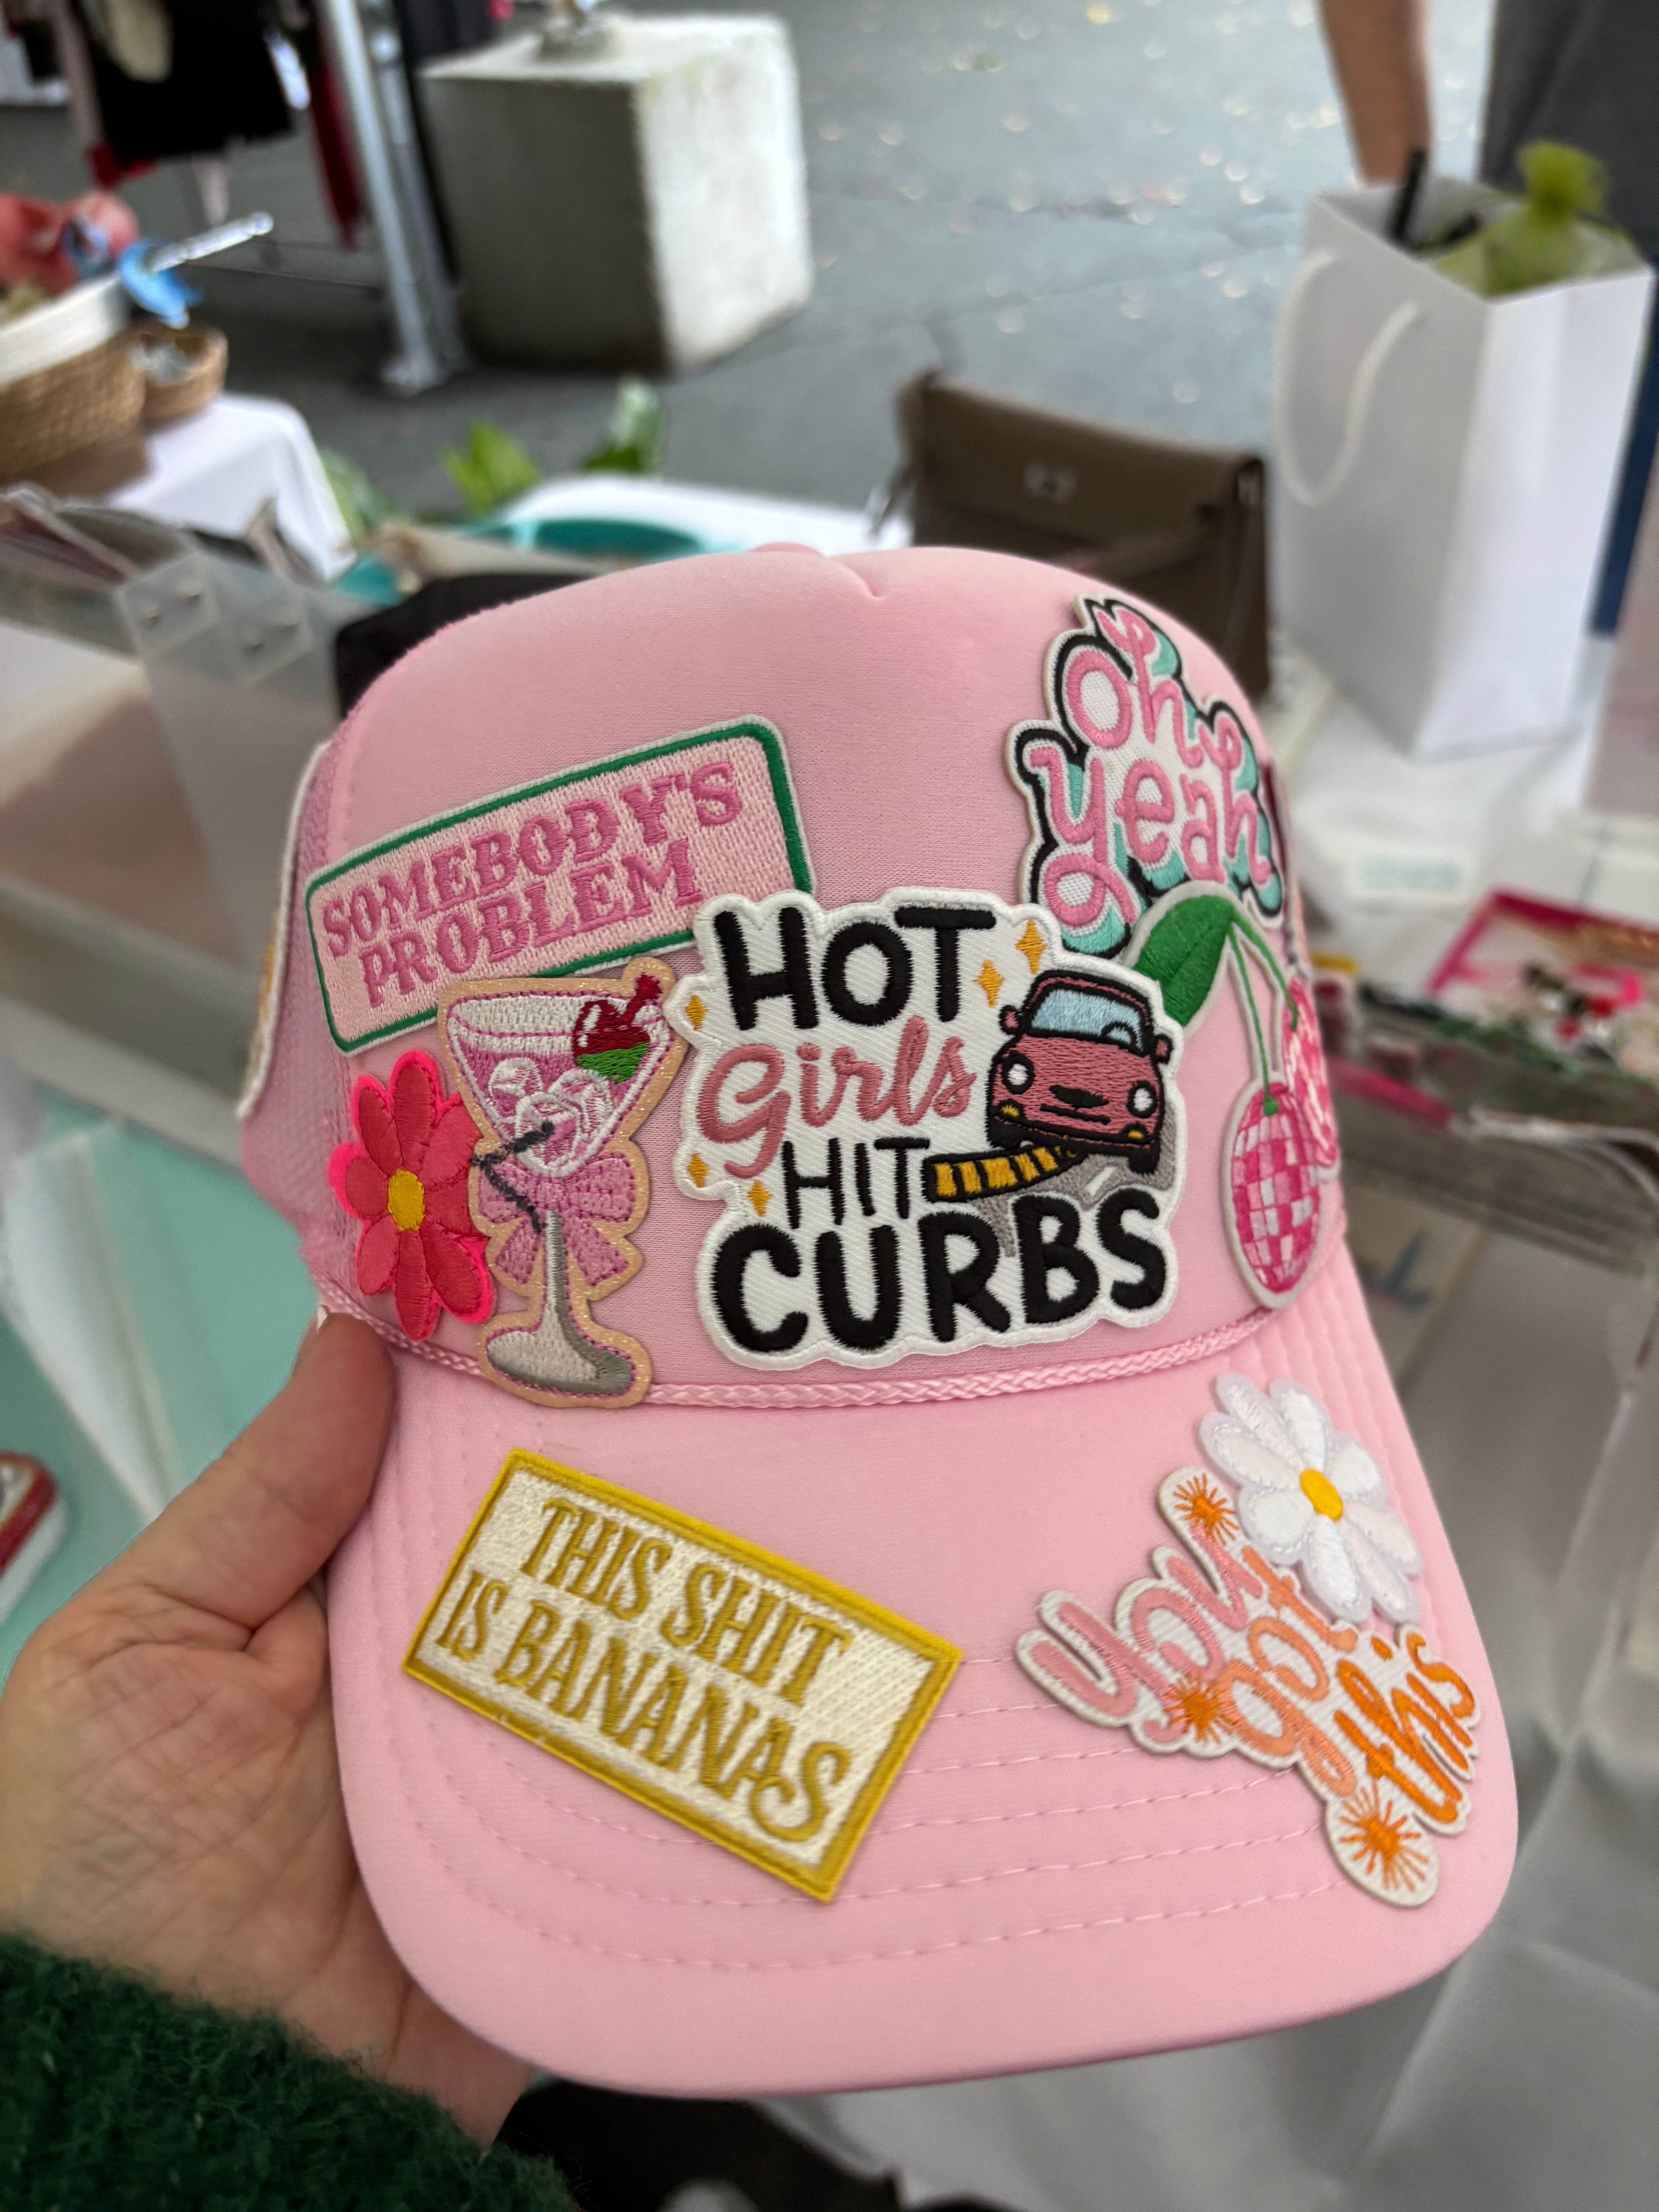 SOMEBODY'S
PROBLEM
oh
yeah
HOT
Girls
HIT
CURBS
THIS SHIT
IS BANANAS
you
got
this